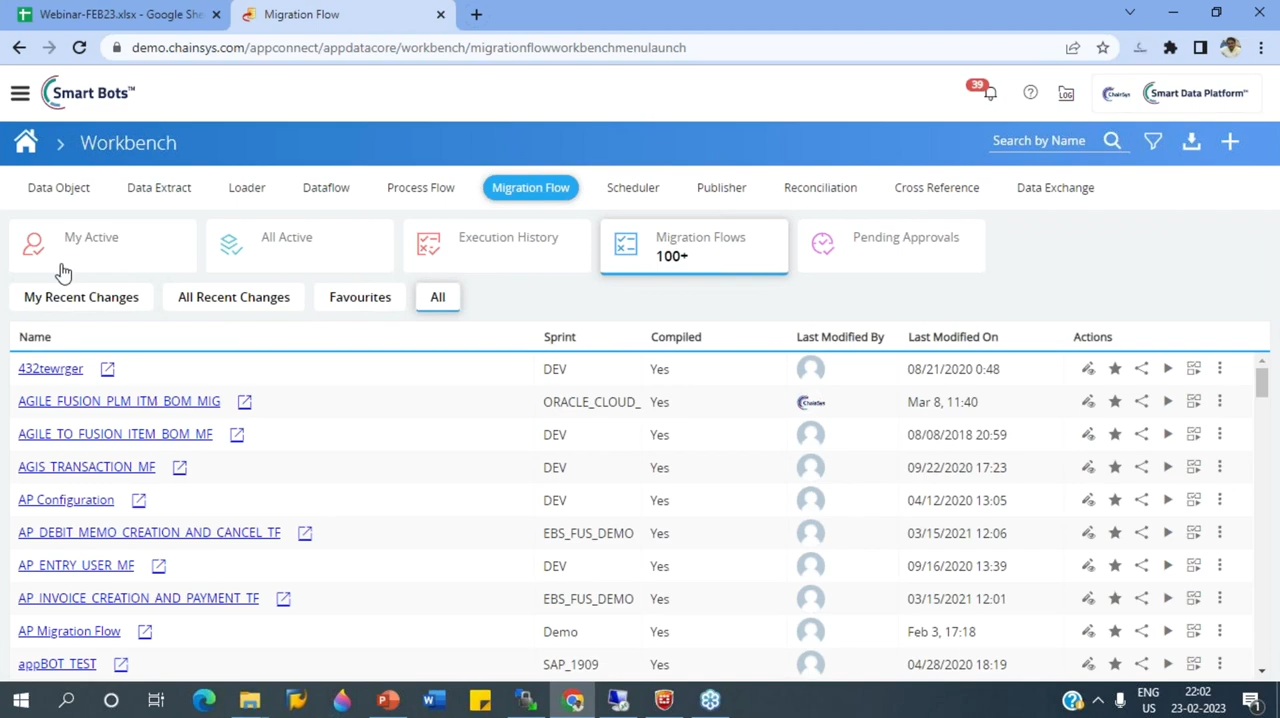 Webinar-FEB23.xlsx - Google She
Migration Flow
demo.chainsys.com/appconnect/appdatacore/workbench/migrationflowworkbenchmenulaunch
Smart Bots™
39
LOG
ChainSys
Smart Data Platform™
Workbench
Search by Name
Data Object
Data Extract
Loader
Dataflow
Process Flow
Migration Flow
Scheduler
Publisher
Reconciliation
Cross Reference
Data Exchange
My Active
All Active
Execution History
Migration Flows
100+
Pending Approvals
My Recent Changes
All Recent Changes
Favourites
All
Name Sprint Compiled Last Modified By Last Modified On Actions
432tewrger DEV Yes 08/21/2020 0:48
AGILE_FUSION_PLM_ITM_BOM_MIG ORACLE_CLOUD_ Yes ChainSys Mar 8, 11:40
AGILE_TO_FUSION_ITEM_BOM_MF DEV Yes 08/08/2018 20:59
AGIS_TRANSACTION_MF DEV Yes 09/22/2020 17:23
AP Configuration DEV Yes 04/12/2020 13:05
AP_DEBIT_MEMO_CREATION_AND_CANCEL_TF EBS_FUS_DEMO Yes 03/15/2021 12:06
AP_ENTRY_USER_MF DEV Yes 09/16/2020 13:39
AP_INVOICE_CREATION_AND_PAYMENT_TF EBS_FUS_DEMO Yes 03/15/2021 12:01
AP Migration Flow Demo Yes Feb 3, 17:18
appBOT_TEST SAP_1909 Yes 04/28/2020 18:19
ENG
US
22:02
23-02-2023
1